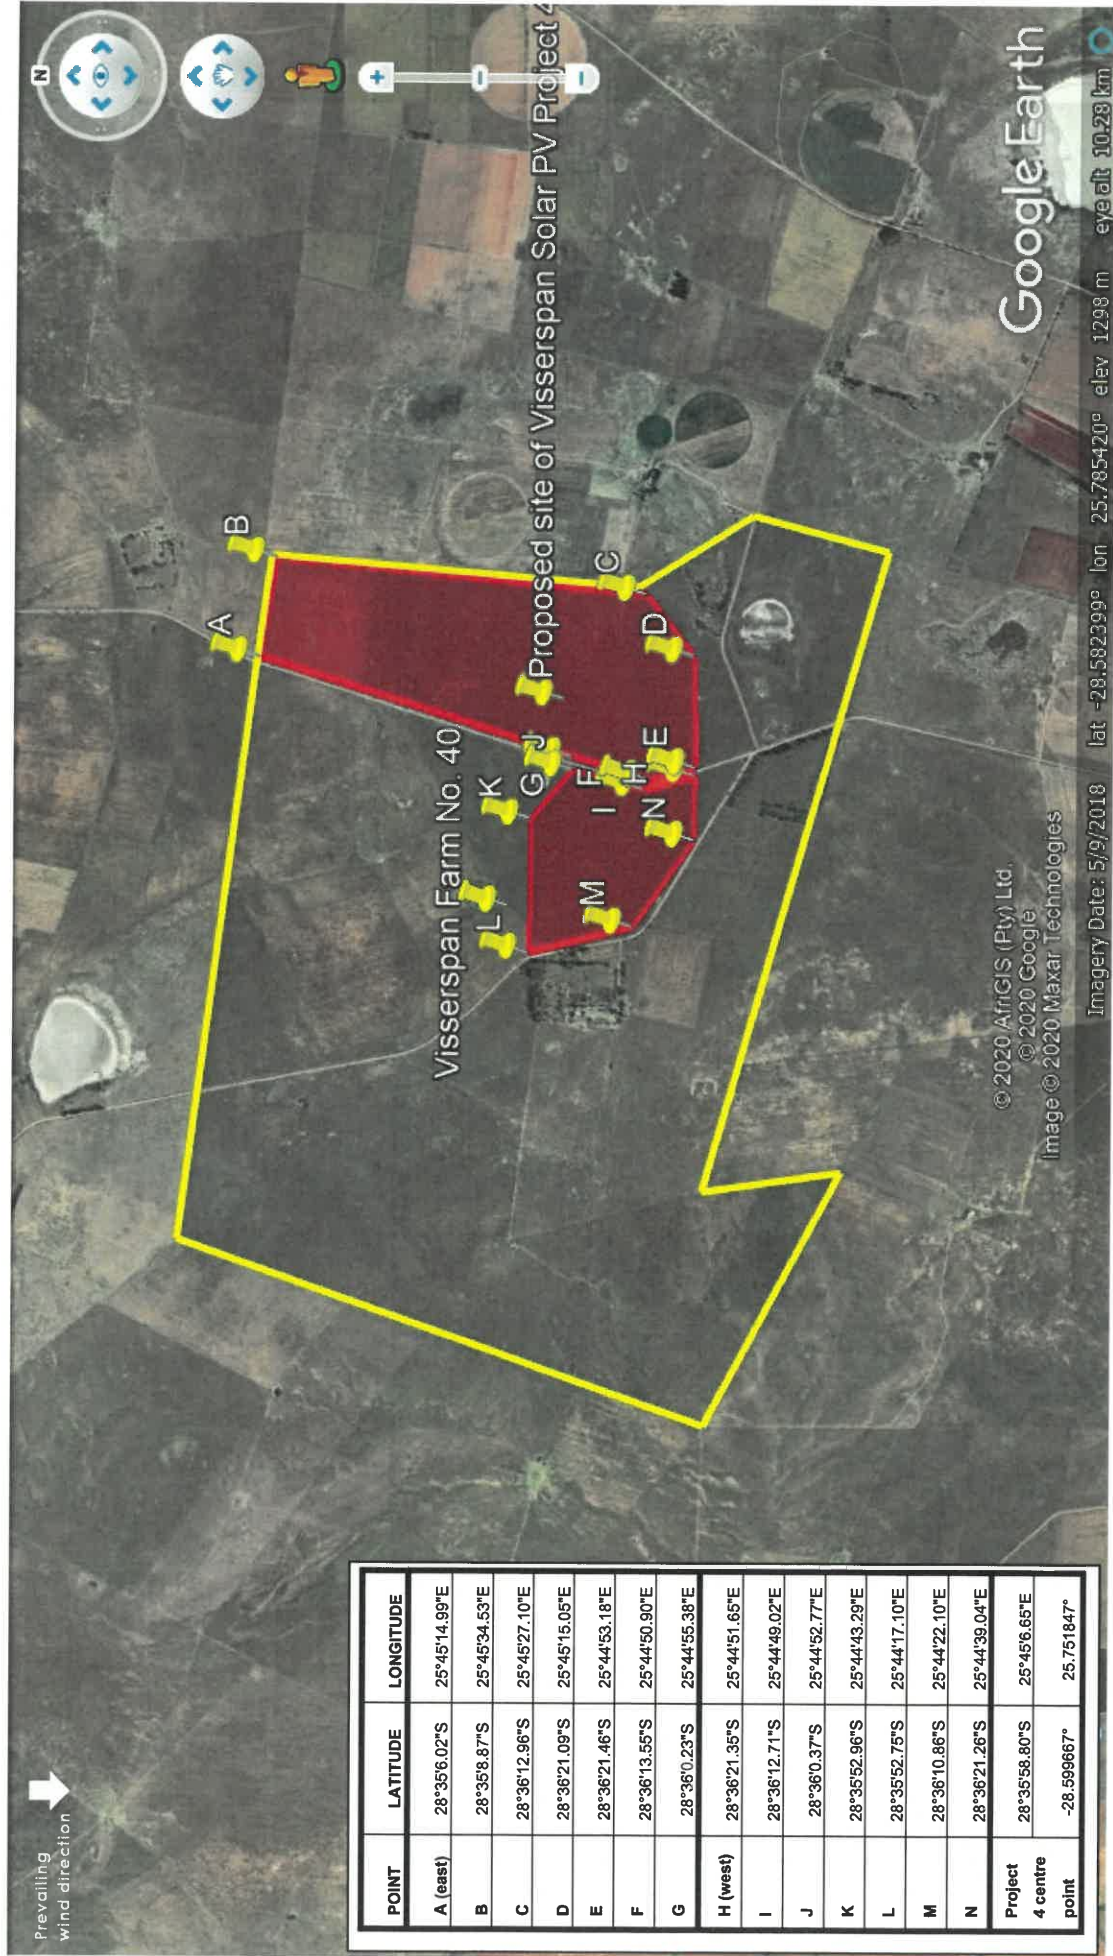 Prevailing
wind direction
N
A
B
Visserspan Farm No. 40
Proposed site of Visserspan Solar PV Project 4
L
K
G
J
M
I
F
H
C
N
E
D
POINT LATITUDE LONGITUDE
A (east) 28°35'6.02"S 25°45'14.99"E
B 28°35'8.87"S 25°45'34.53"E
C 28°36'12.96"S 25°45'27.10"E
D 28°36'21.09"S 25°45'15.05"E
E 28°36'21.46"S 25°44'53.18"E
F 28°36'13.55"S 25°44'50.90"E
G 28°36'0.23"S 25°44'55.38"E
H (west) 28°36'21.35"S 25°44'51.65"E
I 28°36'12.71"S 25°44'49.02"E
J 28°36'0.37"S 25°44'52.77"E
K 28°35'52.96"S 25°44'43.29"E
L 28°35'52.75"S 25°44'17.10"E
M 28°36'10.86"S 25°44'22.10"E
N 28°36'21.26"S 25°44'39.04"E
Project
4 centre
point
28°35'58.80"S 25°45'6.65"E
-28.599667° 25.751847°
© 2020 AfriGIS (Pty) Ltd.
© 2020 Google
Image © 2020 Maxar Technologies
Google Earth
Imagery Date: 5/9/2018 lat -28.582399° lon 25.785420° elev 1298 m eye alt 10.28 km